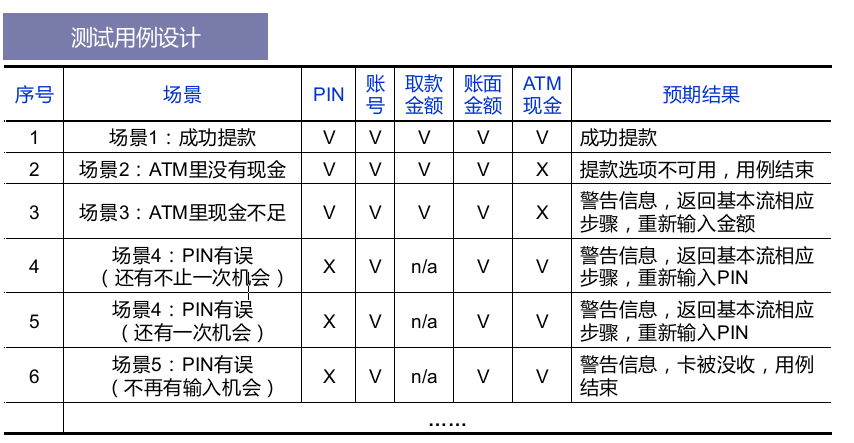 测试用例设计
序号 场景 PIN 账号 取款金额 账面金额 ATM现金 预期结果
1 场景1：成功提款 V V V V V 成功提款
2 场景2：ATM里没有现金 V V V V X 提款选项不可用，用例结束
3 场景3：ATM里现金不足 V V V V X 警告信息，返回基本流相应
步骤，重新输入金额
4 场景4：PIN有误
（还有不止一次机会） X V n/a V V 警告信息，返回基本流相应
步骤，重新输入PIN
5 场景4：PIN有误
（还有一次机会） X V n/a V V 警告信息，返回基本流相应
步骤，重新输入PIN
6 场景5：PIN有误
（不再有输入机会） X V n/a V V 警告信息，卡被没收，用例
结束
……